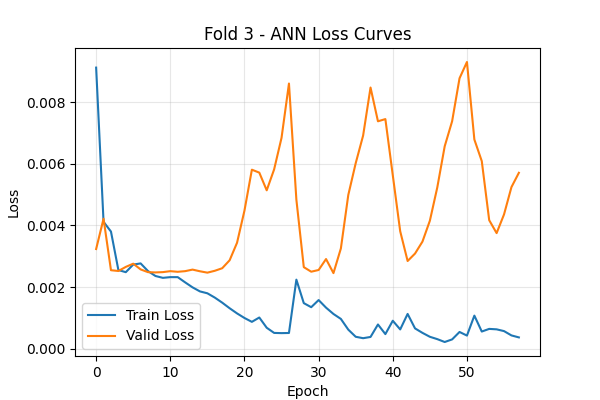 Fold 3 - ANN Loss Curves
Loss
0.008
0.006
0.004
0.002
0.000
Train Loss
Valid Loss
0 10 20 30 40 50
Epoch